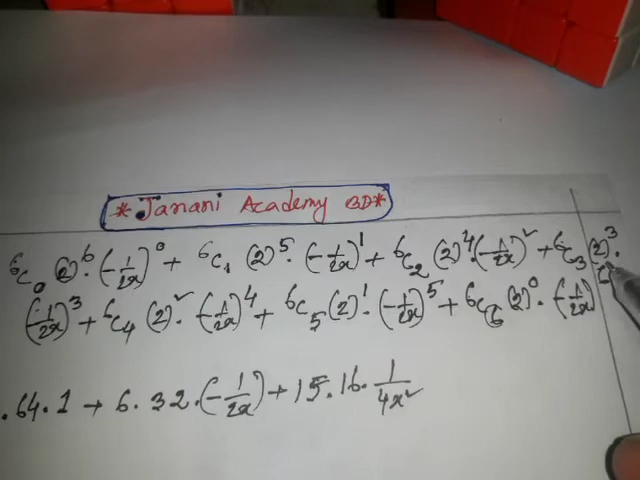 * Janani Academy BD*
⁶C₀ (2)⁶·(-1/2x)⁰ + ⁶C₁ (2)⁵·(-1/2x)¹ + ⁶C₂ (2)⁴·(-1/2x)² + ⁶C₃ (2)³·
(-1/2x)³ + ⁶C₄ (2)²·(-1/2x)⁴ + ⁶C₅ (2)¹·(-1/2x)⁵ + ⁶C₆ (2)⁰·(-1/2x)⁶
.64.1 + 6.32.(-1/2x) + 15.16.1/4x²